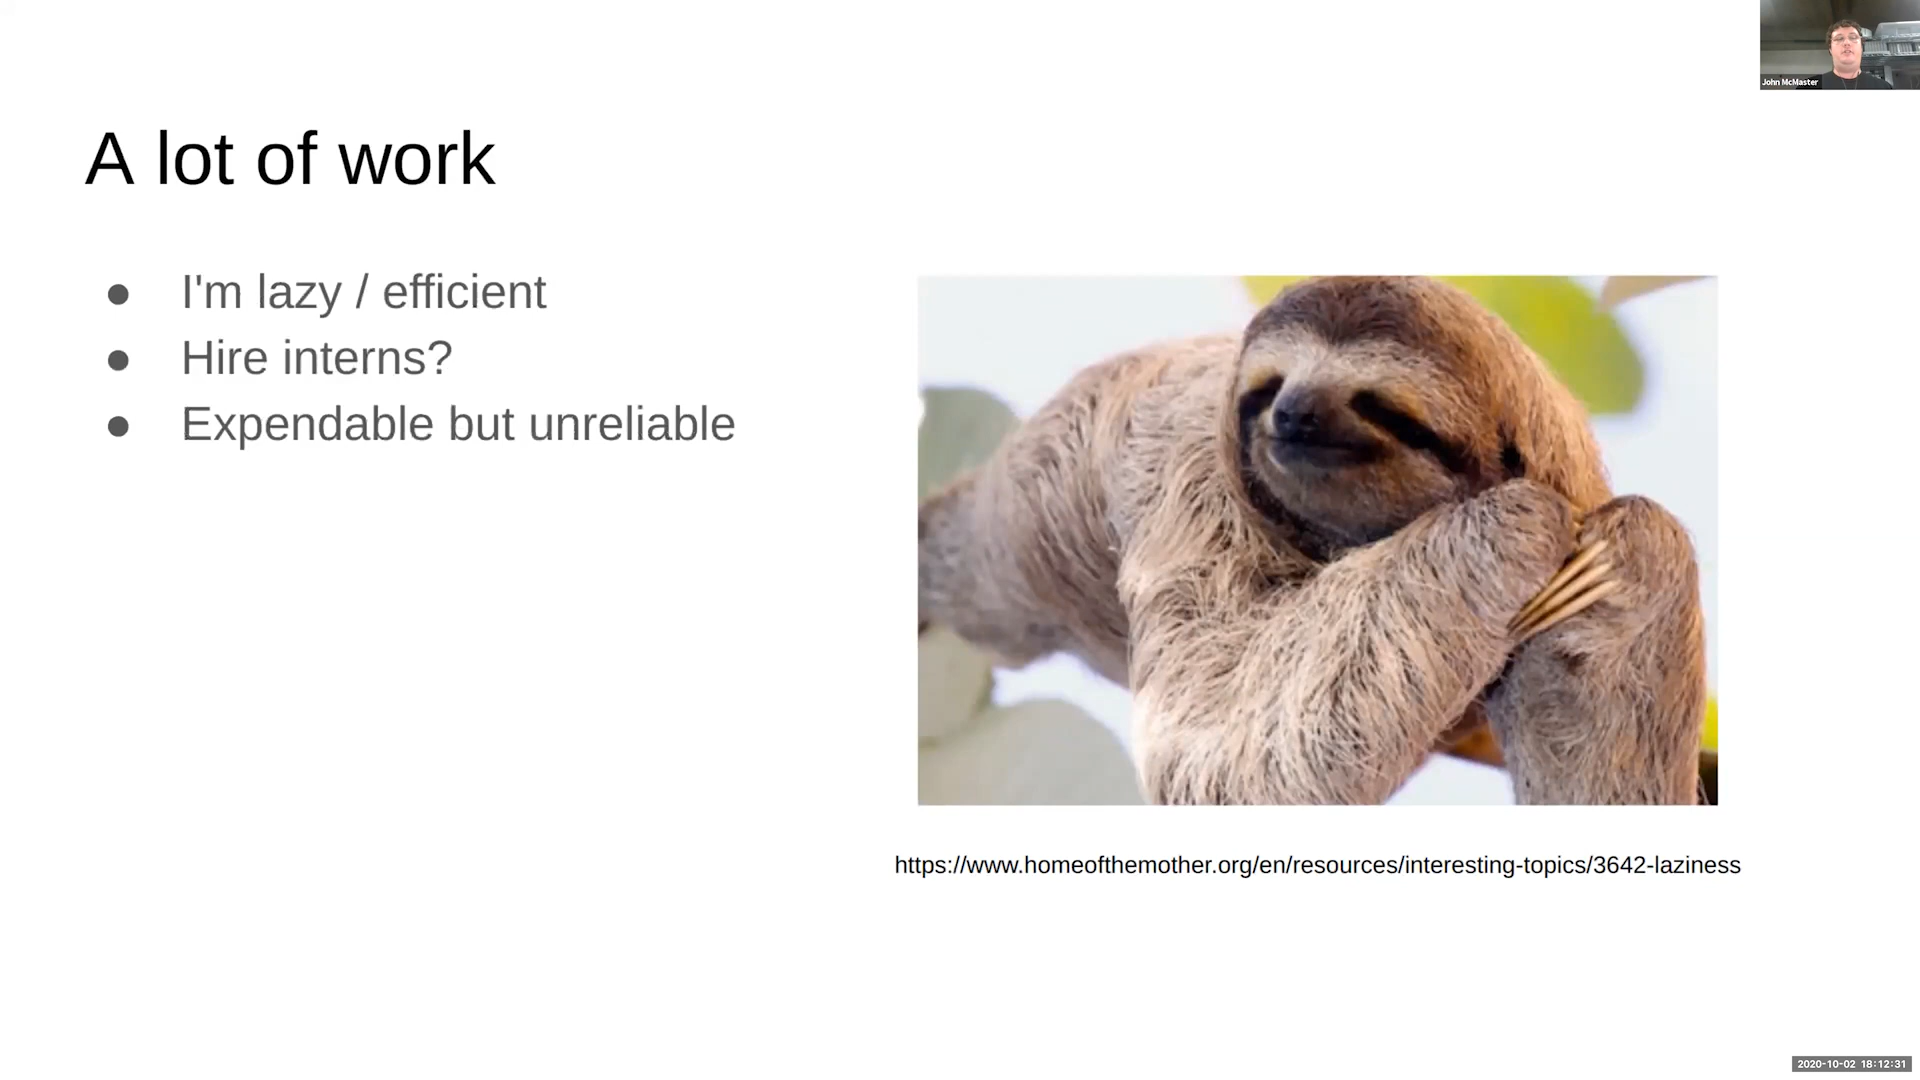 John McMaster
A lot of work
● I'm lazy / efficient
● Hire interns?
● Expendable but unreliable
https://www.homeofthemother.org/en/resources/interesting-topics/3642-laziness
2020-10-02 18:12:31